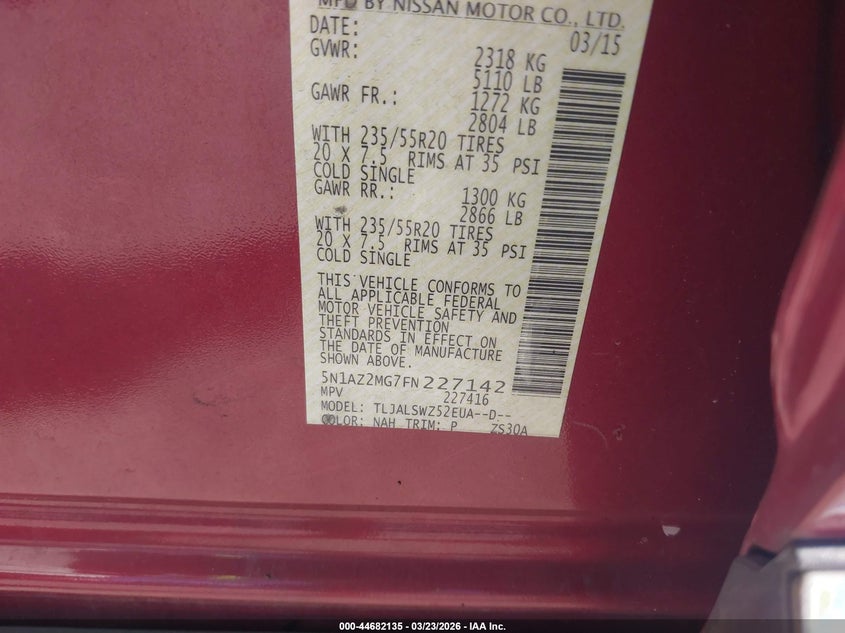 MFD BY NISSAN MOTOR CO., LTD.
DATE: 03/15
GVWR: 2318 KG
5110 LB
GAWR FR.: 1272 KG
2804 LB
WITH 235/55R20 TIRES
20 X 7.5 RIMS AT 35 PSI
COLD SINGLE
GAWR RR.: 1300 KG
2866 LB
WITH 235/55R20 TIRES
20 X 7.5 RIMS AT 35 PSI
COLD SINGLE
THIS VEHICLE CONFORMS TO
ALL APPLICABLE FEDERAL
MOTOR VEHICLE SAFETY AND
THEFT PREVENTION
STANDARDS IN EFFECT ON
THE DATE OF MANUFACTURE
SHOWN ABOVE.
5N1AZ2MG7FN227142
MPV 227416
MODEL: TLJALSWZ52EUA--D--
COLOR: NAH TRIM: P ZS30A
000-44682135 - 03/23/2026 - IAA Inc.